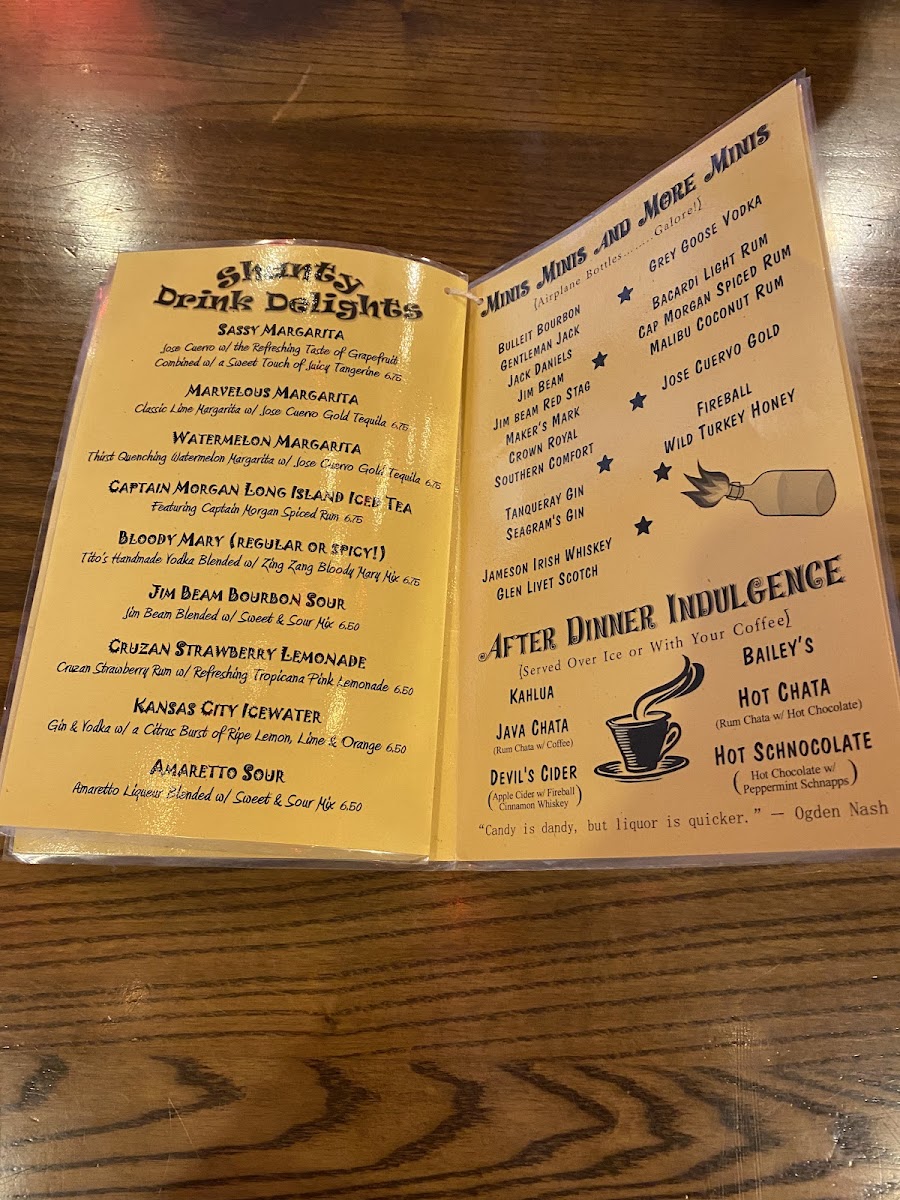 Shanty
Drink Delights
Sassy Margarita
Jose Cuervo w/ the Refreshing Taste of Grapefruit
Combined w/ a Sweet Touch of Juicy Tangerine 6.75
Marvelous Margarita
Classic Lime Margarita w/ Jose Cuervo Gold Tequila 6.75
Watermelon Margarita
Thirst Quenching Watermelon Margarita w/ Jose Cuervo Gold Tequila 6.75
Captain Morgan Long Island Iced Tea
Featuring Captain Morgan Spiced Rum 6.75
Bloody Mary (regular or spicy!)
Tito's Handmade Vodka Blended w/ Zing Zang Bloody Mary Mix 6.75
Jim Beam Bourbon Sour
Jim Beam Blended w/ Sweet & Sour Mix 6.50
Cruzan Strawberry Lemonade
Cruzan Strawberry Rum w/ Refreshing Tropicana Pink Lemonade 6.50
Kansas City Icewater
Gin & Vodka w/ a Citrus Burst of Ripe Lemon, Lime & Orange 6.50
Amaretto Sour
Amaretto Liqueur Blended w/ Sweet & Sour Mix 6.50
Minis Minis and More Minis
{Airplane Bottles.........Galore!}
Bulleit Bourbon
Gentleman Jack
Jack Daniels
Jim Beam
Jim beam Red Stag
Maker's Mark
Crown Royal
Southern Comfort
Tanqueray Gin
Seagram's Gin
Jameson Irish Whiskey
Glen Livet Scotch
Grey Goose Vodka
Bacardi Light Rum
Cap Morgan Spiced Rum
Malibu Coconut Rum
Jose Cuervo Gold
Fireball
Wild Turkey Honey
After Dinner Indulgence
{Served Over Ice or With Your Coffee}
Kahlua
Java Chata
(Rum Chata w/ Coffee)
Devil's Cider
(Apple Cider w/ Fireball
Cinnamon Whiskey)
Bailey's
Hot Chata
(Rum Chata w/ Hot Chocolate)
Hot Schnocolate
(Hot Chocolate w/
Peppermint Schnapps)
"Candy is dandy, but liquor is quicker." — Ogden Nash